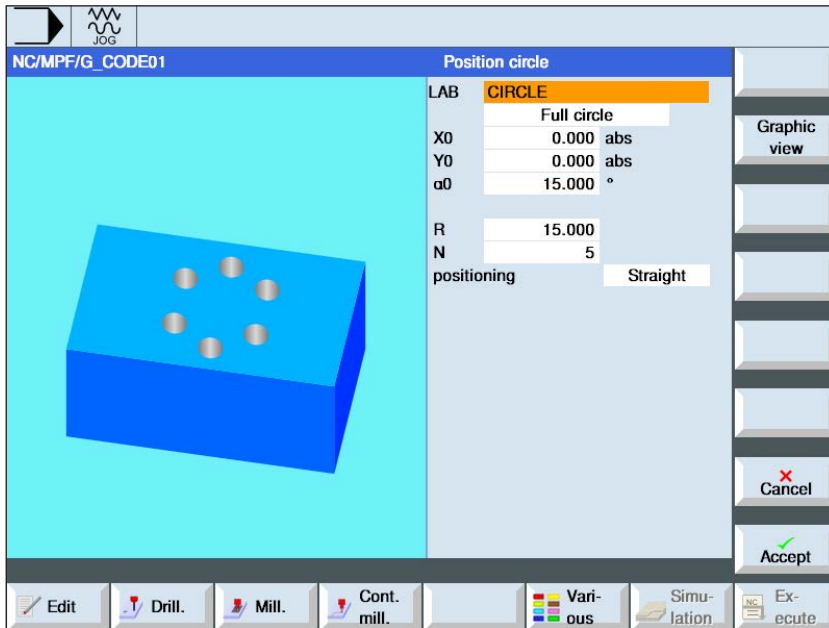 JOG
NC/MPF/G_CODE01
Position circle
LAB CIRCLE
Full circle
X0 0.000 abs
Y0 0.000 abs
α0 15.000 °
R 15.000
N 5
positioning Straight
Graphic
view
Cancel
Accept
Edit
Drill.
Mill.
Cont.
mill.
Vari-
ous
Simu-
lation
NC
Ex-
ecute